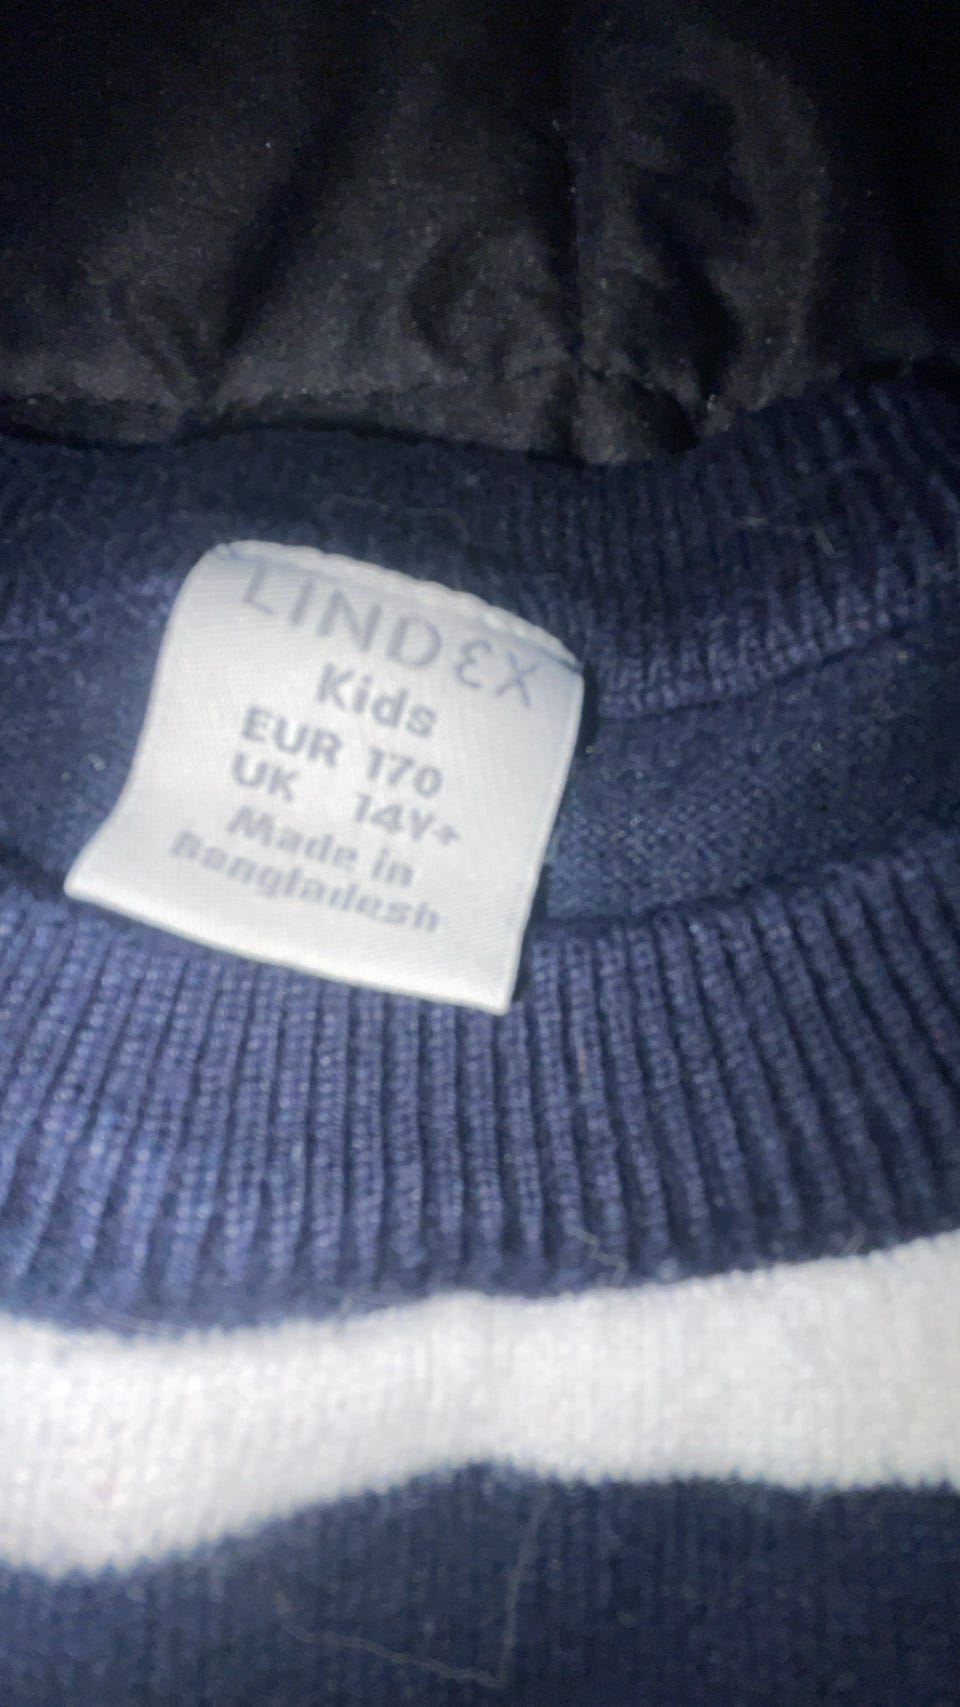 LINDEX
Kids
EUR 170
UK 14Y+
Made in
Bangladesh